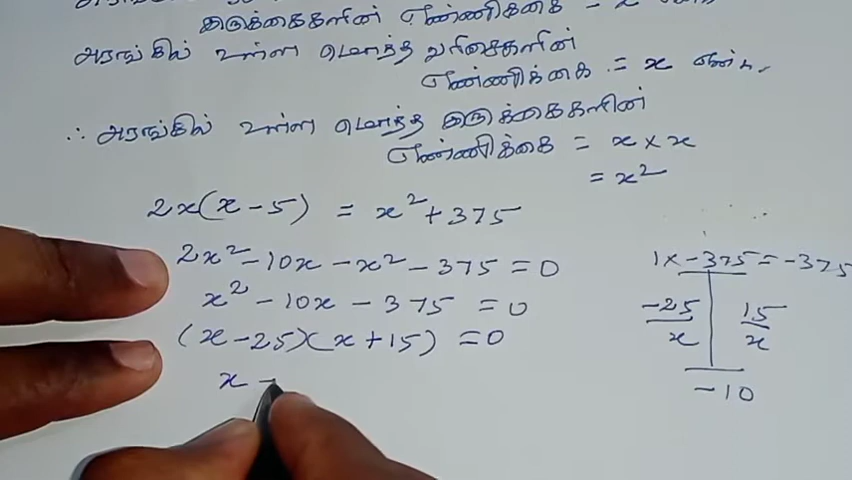 இருக்கைகளின் எண்ணிக்கை - x
அரங்கில் உள்ள மொத்த வரிசைகளின்
எண்ணிக்கை = x என்க.
∴ அரங்கில் உள்ள மொத்த இருக்கைகளின்
எண்ணிக்கை = x × x
= x²
2x(x - 5) = x² + 375
2x² - 10x - x² - 375 = 0
x² - 10x - 375 = 0
(x - 25)(x + 15) = 0
x -
1 x - 375 = -375
-25/x | 15/x
-10